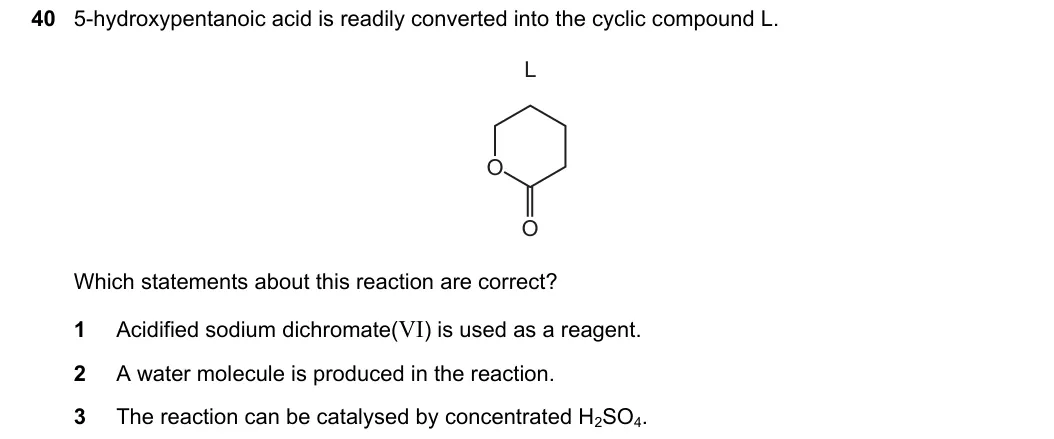 40 5-hydroxypentanoic acid is readily converted into the cyclic compound L.
L
O
O
Which statements about this reaction are correct?
1 Acidified sodium dichromate(VI) is used as a reagent.
2 A water molecule is produced in the reaction.
3 The reaction can be catalysed by concentrated H₂SO₄.